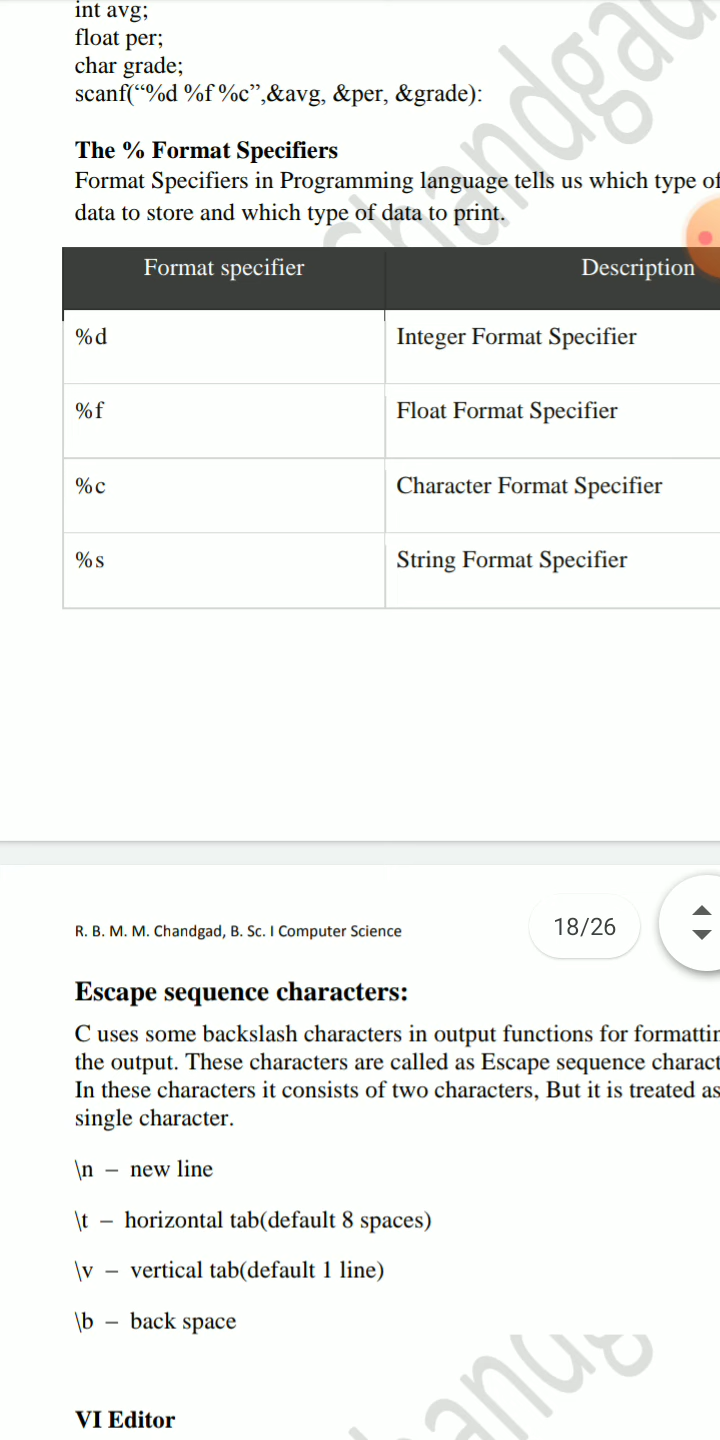 int avg;
float per;
char grade;
scanf(“%d %f %c”,&avg, &per, &grade):
The % Format Specifiers
Format Specifiers in Programming language tells us which type of
data to store and which type of data to print.
Format specifier Description
%d Integer Format Specifier
%f Float Format Specifier
%c Character Format Specifier
%s String Format Specifier
R. B. M. M. Chandgad, B. Sc. I Computer Science
18/26
Escape sequence characters:
C uses some backslash characters in output functions for
the output. These characters are called as Escape sequence
In these characters it consists of two characters, But it is treated as
single character.
\n – new line
\t – horizontal tab(default 8 spaces)
\v – vertical tab(default 1 line)
\b – back space
VI Editor